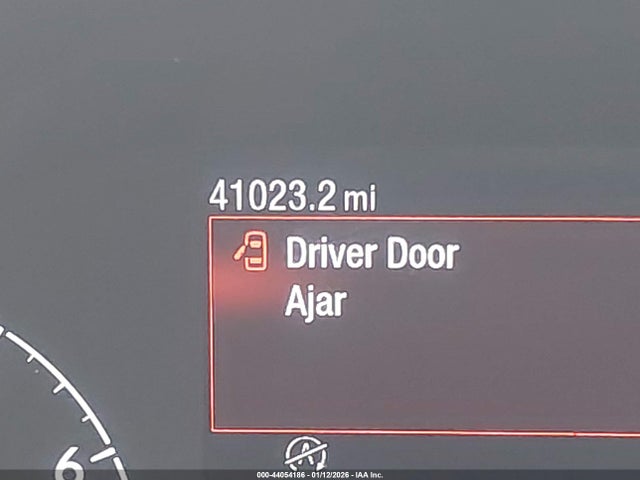 41023.2 mi
Driver Door
Ajar
A
6
000-44054186 - 01/12/2026 - IAA Inc.